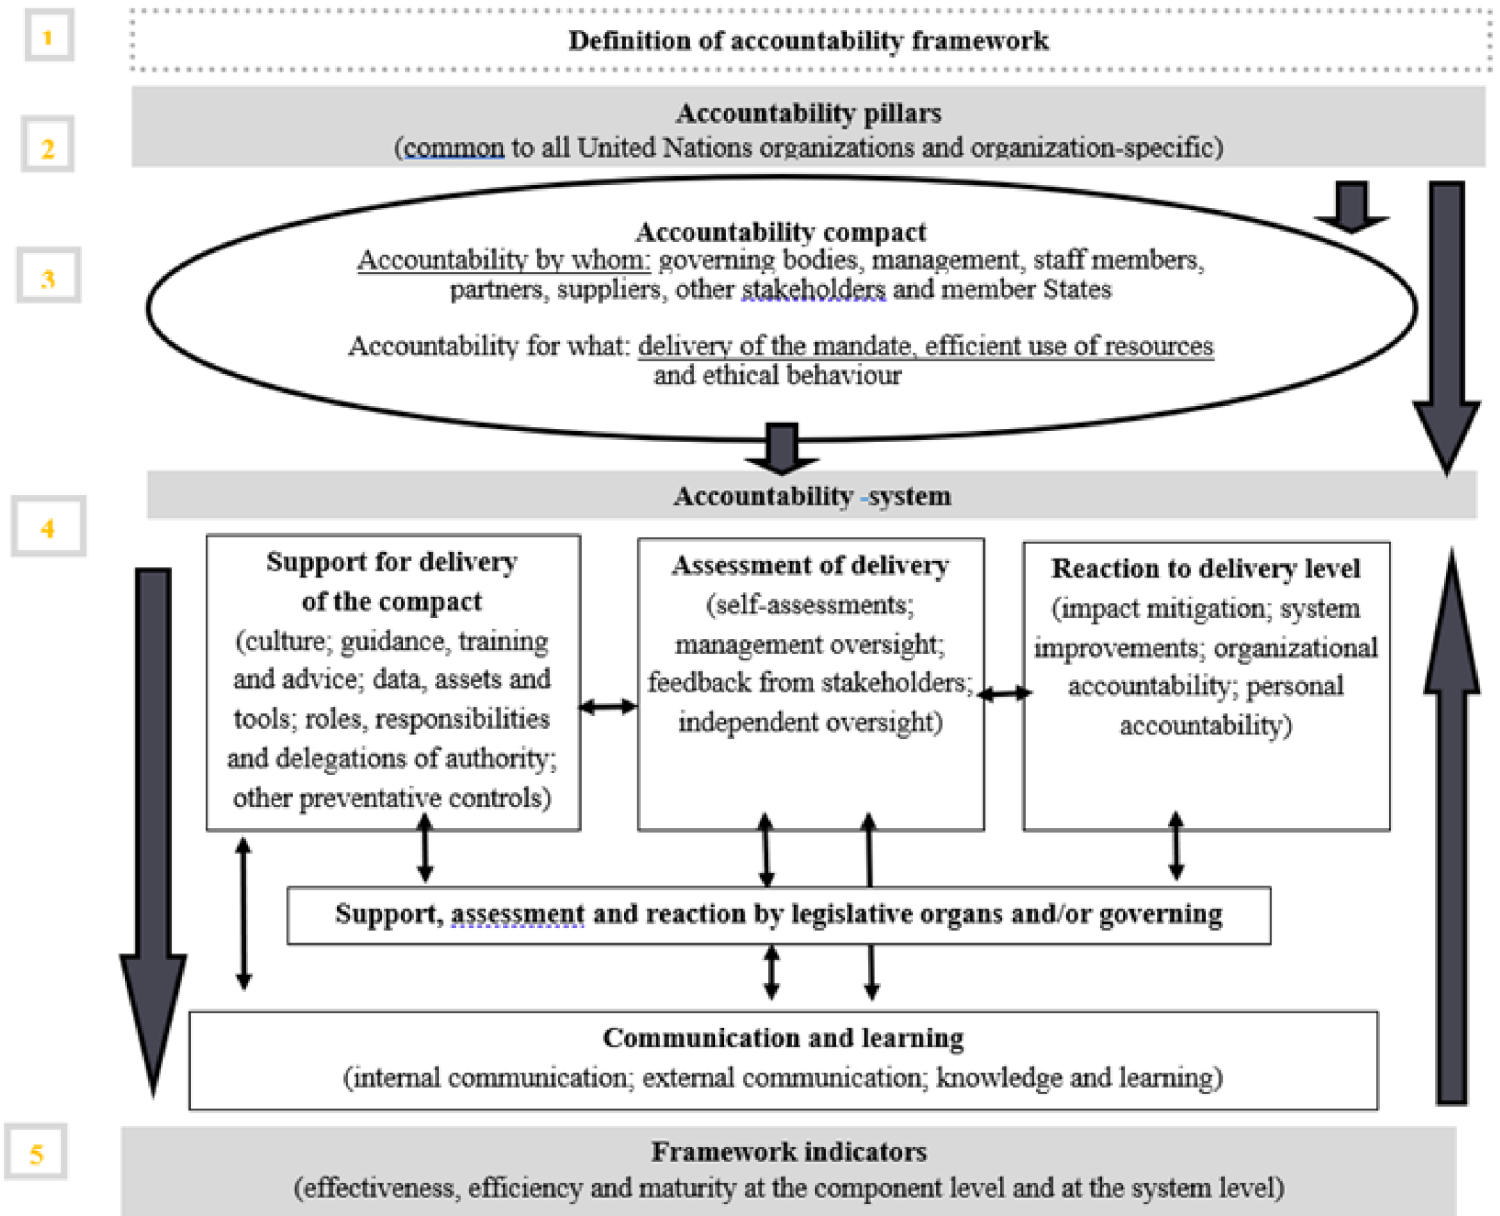 1
Definition of accountability framework
2
Accountability pillars
(common to all United Nations organizations and organization-specific)
3
Accountability compact
Accountability by whom: governing bodies, management, staff members,
partners, suppliers, other stakeholders and member States
Accountability for what: delivery of the mandate, efficient use of resources
and ethical behaviour
4
Accountability -system
Support for delivery
of the compact
(culture; guidance, training
and advice; data, assets and
tools; roles, responsibilities
and delegations of authority;
other preventative controls)
Assessment of delivery
(self-assessments;
management oversight;
feedback from stakeholders;
independent oversight)
Reaction to delivery level
(impact mitigation; system
improvements; organizational
accountability; personal
accountability)
Support, assessment and reaction by legislative organs and/or governing
Communication and learning
(internal communication; external communication; knowledge and learning)
5
Framework indicators
(effectiveness, efficiency and maturity at the component level and at the system level)